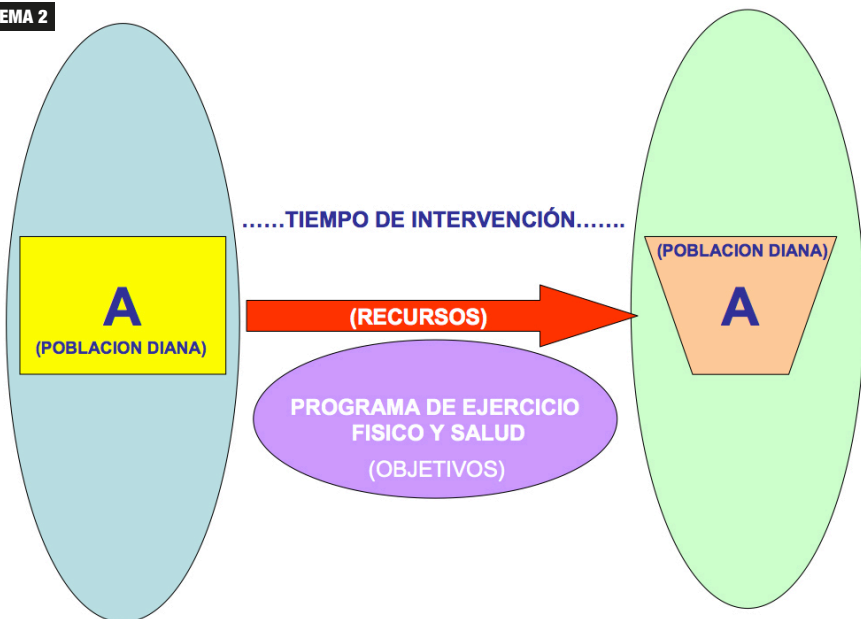 EMA 2
......TIEMPO DE INTERVENCIÓN.......
A
(POBLACION DIANA)
(RECURSOS)
PROGRAMA DE EJERCICIO
FISICO Y SALUD
(OBJETIVOS)
(POBLACION DIANA)
A